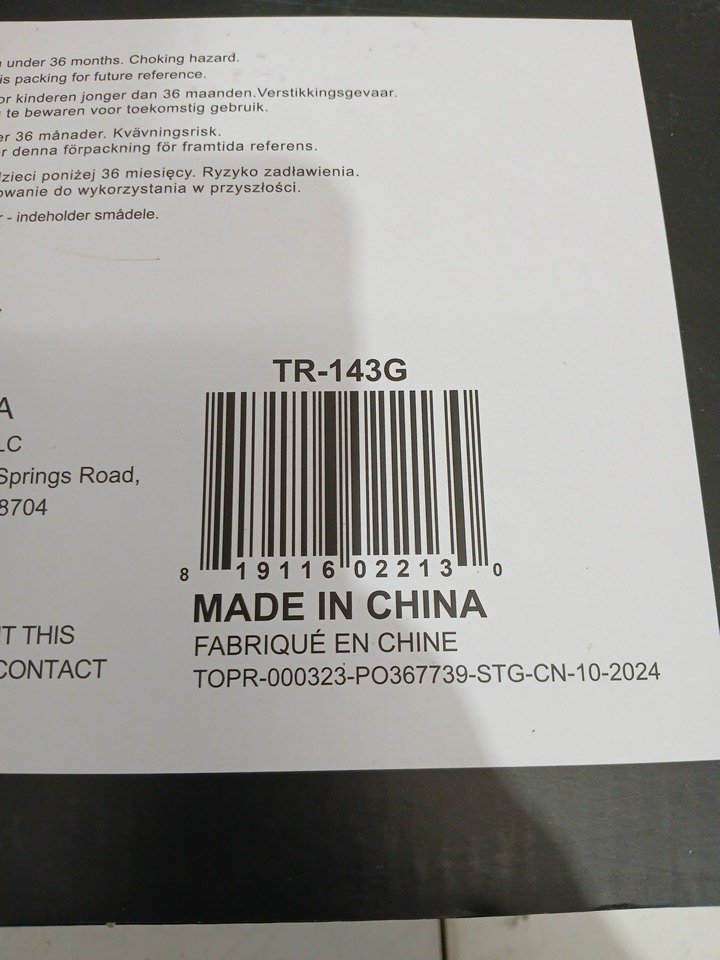 under 36 months. Choking hazard.
is packing for future reference.
or kinderen jonger dan 36 maanden.Verstikkingsgevaar.
te bewaren voor toekomstig gebruik.
er 36 månader. Kvävningsrisk.
r denna förpackning för framtida referens.
dzieci poniżej 36 miesięcy. Ryzyko zadławienia.
owanie do wykorzystania w przyszłości.
r - indeholder smådele.
TR-143G
A
LC
Springs Road,
8704
8 19116 02213 0
MADE IN CHINA
FABRIQUÉ EN CHINE
TOPR-000323-PO367739-STG-CN-10-2024
T THIS
CONTACT